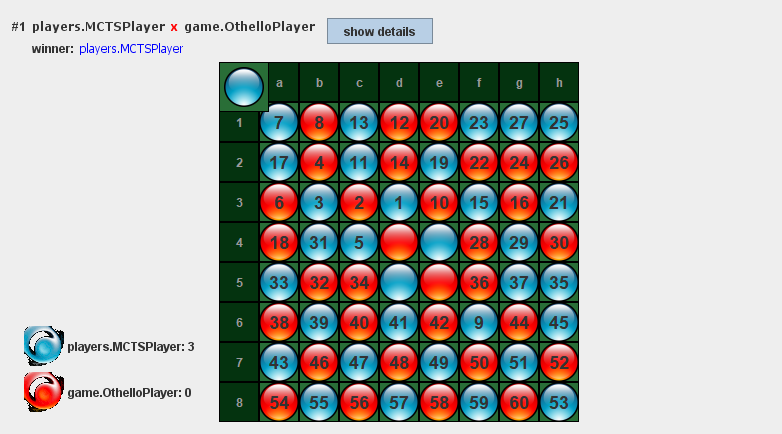 #1 players.MCTSPlayer x game.OthelloPlayer show details
winner: players.MCTSPlayer
a b c d e f g h
1 7 8 13 12 20 23 27 25
2 17 4 11 14 19 22 24 26
3 6 3 2 1 10 15 16 21
4 18 31 5 28 29 30
5 33 32 34 36 37 35
6 38 39 40 41 42 9 44 45
7 43 46 47 48 49 50 51 52
8 54 55 56 57 58 59 60 53
players.MCTSPlayer: 3
game.OthelloPlayer: 0